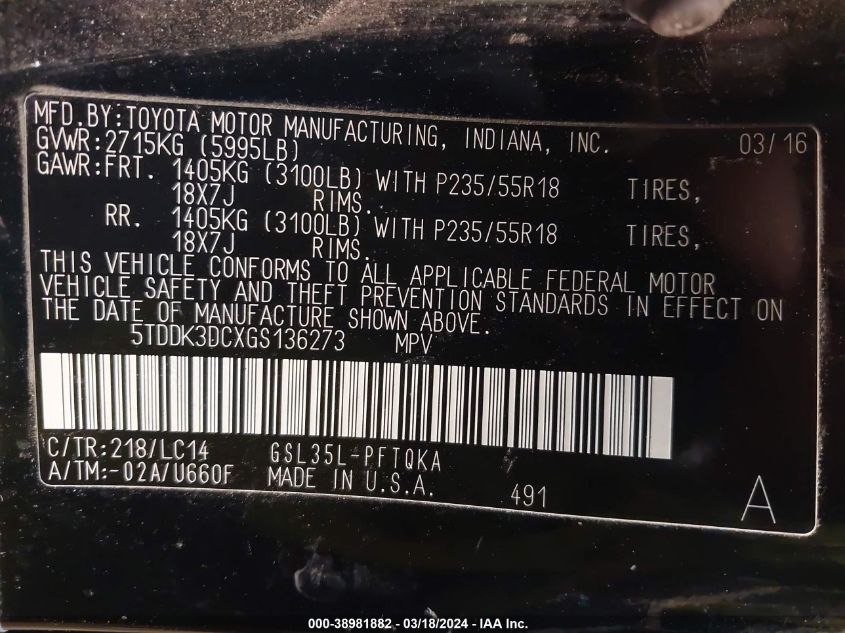 MFD.BY:TOYOTA MOTOR MANUFACTURING, INDIANA, INC. 03/16
GVWR:2715KG (5995LB)
GAWR:FRT. 1405KG (3100LB) WITH P235/55R18 TIRES,
18X7J RIMS.
RR. 1405KG (3100LB) WITH P235/55R18 TIRES,
18X7J RIMS.
THIS VEHICLE CONFORMS TO ALL APPLICABLE FEDERAL MOTOR
VEHICLE SAFETY AND THEFT PREVENTION STANDARDS IN EFFECT ON
THE DATE OF MANUFACTURE SHOWN ABOVE.
5TDDK3DCXGS136273 MPV
C/TR:218/LC14 GSL35L-PFTQKA
A/TM:-02A/U660F MADE IN U.S.A. 491 A
000-38981882 - 03/18/2024 - IAA Inc.